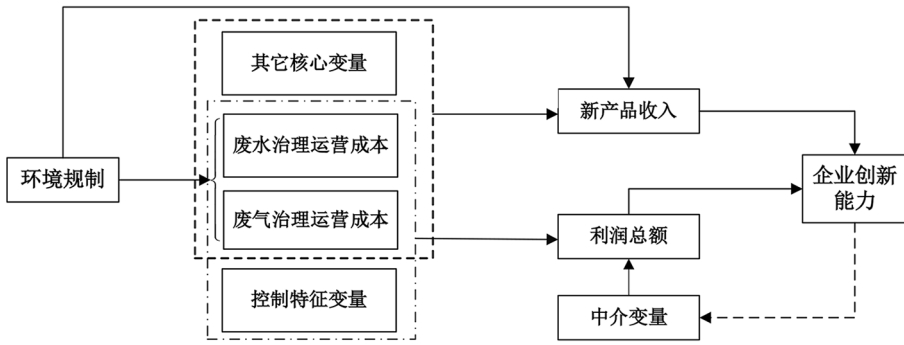 其它核心变量
新产品收入
废水治理运营成本
环境规制
企业创新
能力
废气治理运营成本
利润总额
控制特征变量
中介变量